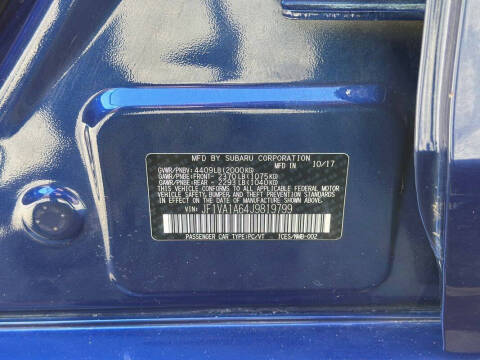 MFD BY SUBARU CORPORATION
MFD IN 10/17
GVWR/PNBV: 4409LB(2000KG)
GAWR/PNBE:FRONT- 2370LB(1075KG)
GAWR/PNBE:REAR - 2293LB(1040KG)
THIS VEHICLE CONFORMS TO ALL APPLICABLE FEDERAL MOTOR
VEHICLE SAFETY, BUMPER AND THEFT PREVENTION STANDARDS
IN EFFECT ON THE DATE OF MANUFACTURE SHOWN ABOVE.
VIN: JF1VA1A64J9819799
PASSENGER CAR TYPE:PC/VT ICES/NMB-002